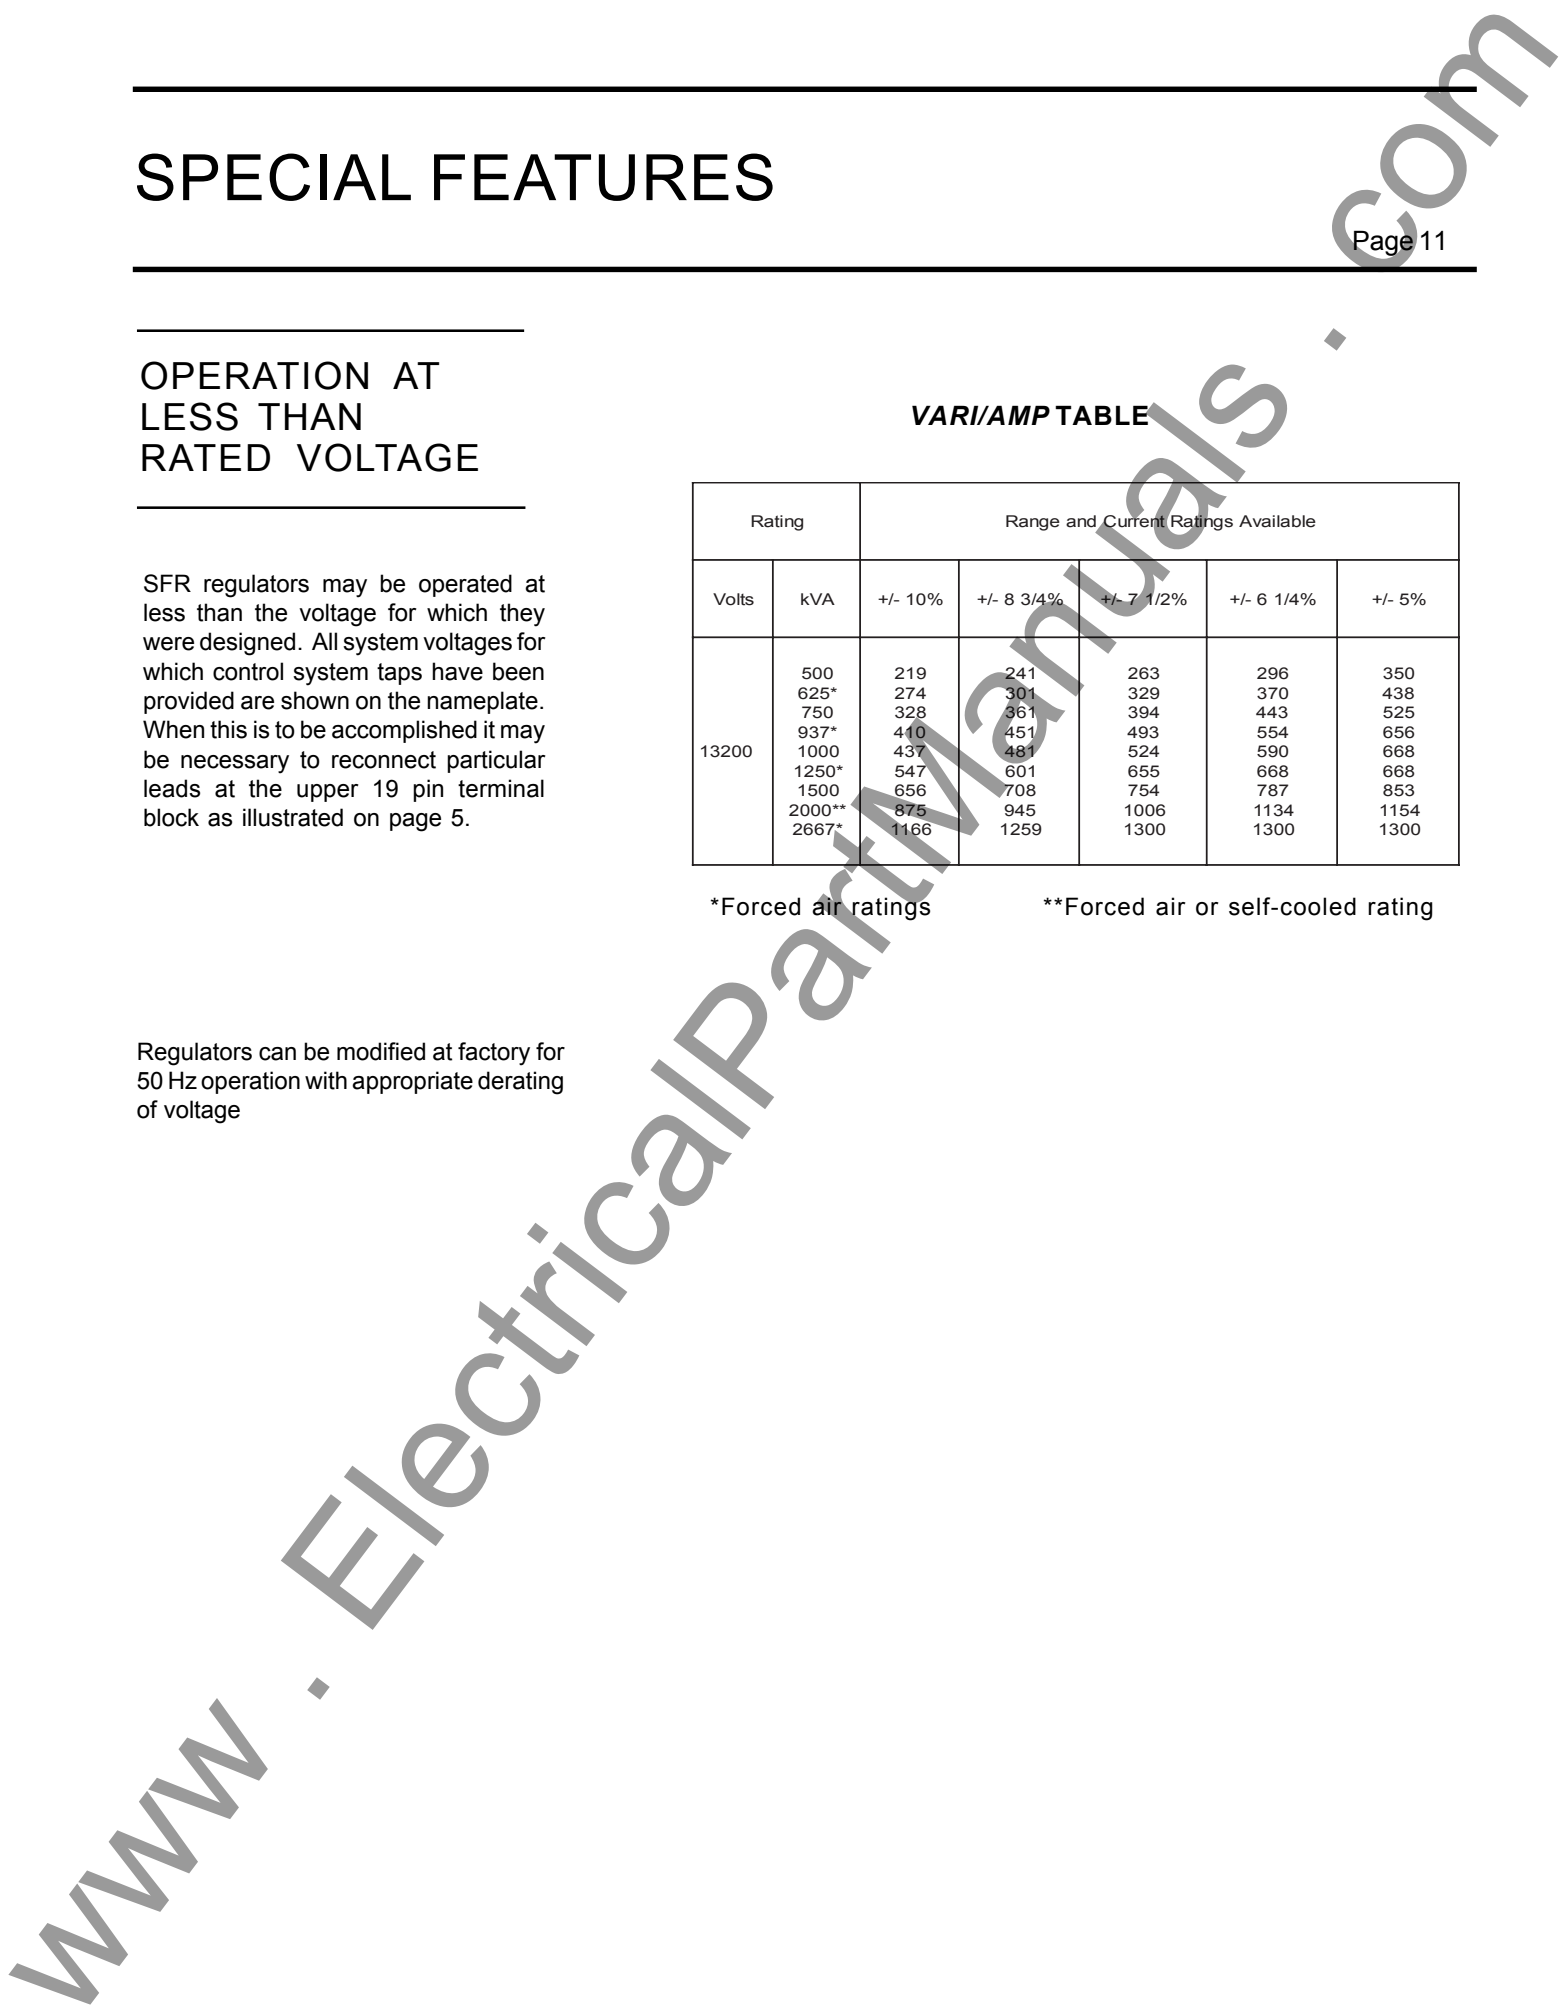 SPECIAL FEATURES
Page 11
OPERATION AT
LESS THAN
RATED VOLTAGE
SFR regulators may be operated at
less than the voltage for which they
were designed. All system voltages for
which control system taps have been
provided are shown on the nameplate.
When this is to be accomplished it may
be necessary to reconnect particular
leads at the upper 19 pin terminal
block as illustrated on page 5.
Regulators can be modified at factory for
50 Hz operation with appropriate derating
of voltage
VARI/AMP TABLE
Rating Range and Current Ratings Available
Volts kVA +/- 10% +/- 8 3/4% +/- 7 1/2% +/- 6 1/4% +/- 5%
500 219 241 263 296 350
625* 274 301 329 370 438
750 328 361 394 443 525
937* 410 451 493 554 656
13200 1000 437 481 524 590 668
1250* 547 601 655 668 668
1500 656 708 754 787 853
2000** 875 945 1006 1134 1154
2667* 1166 1259 1300 1300 1300
*Forced air ratings **Forced air or self-cooled rating
www . ElectricalPartManuals . com